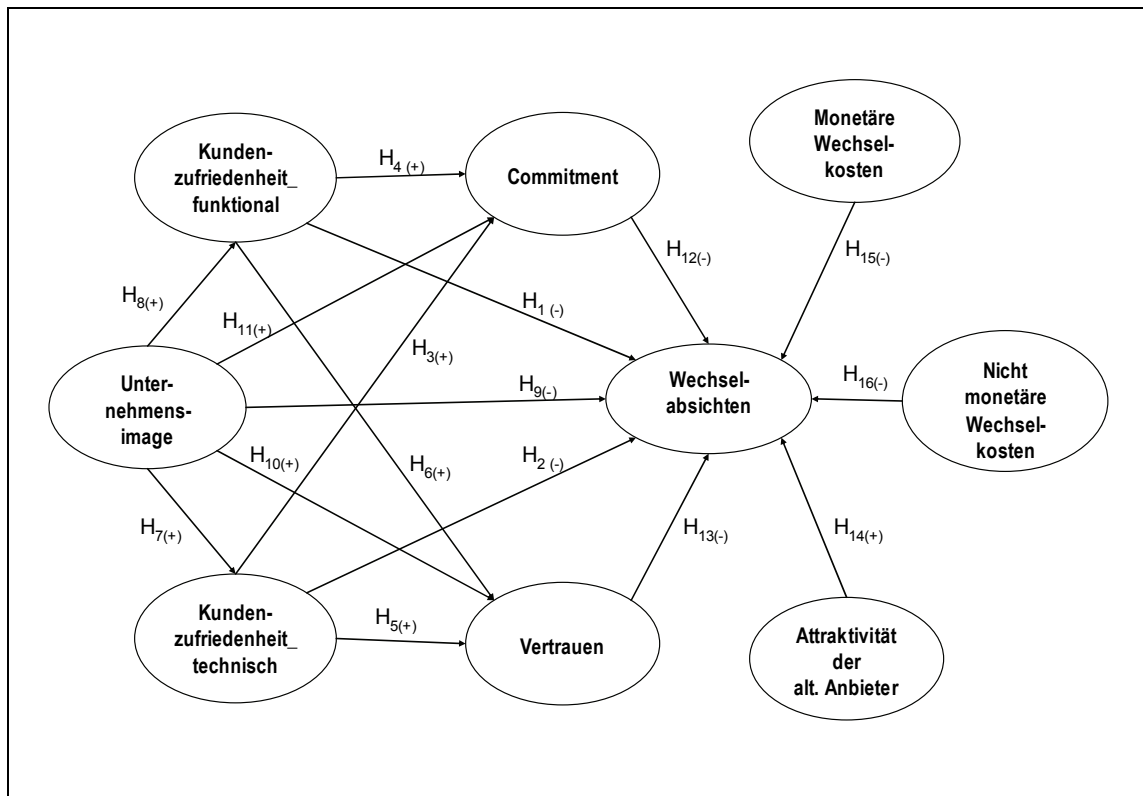 Monetäre
Wechsel-
kosten
Kunden-
zufriedenheit_
funktional
H4 (+)
Commitment
H12(-)
H15(-)
H8(+)
H11(+)
H1 (-)
H3(+)
Unter-
nehmens-
image
H9(-)
Wechsel-
absichten
H16(-)
Nicht
monetäre
Wechsel-
kosten
H10(+)
H6(+)
H2 (-)
H7(+)
H13(-)
H14(+)
Kunden-
zufriedenheit_
technisch
H5(+)
Vertrauen
Attraktivität
der
alt. Anbieter